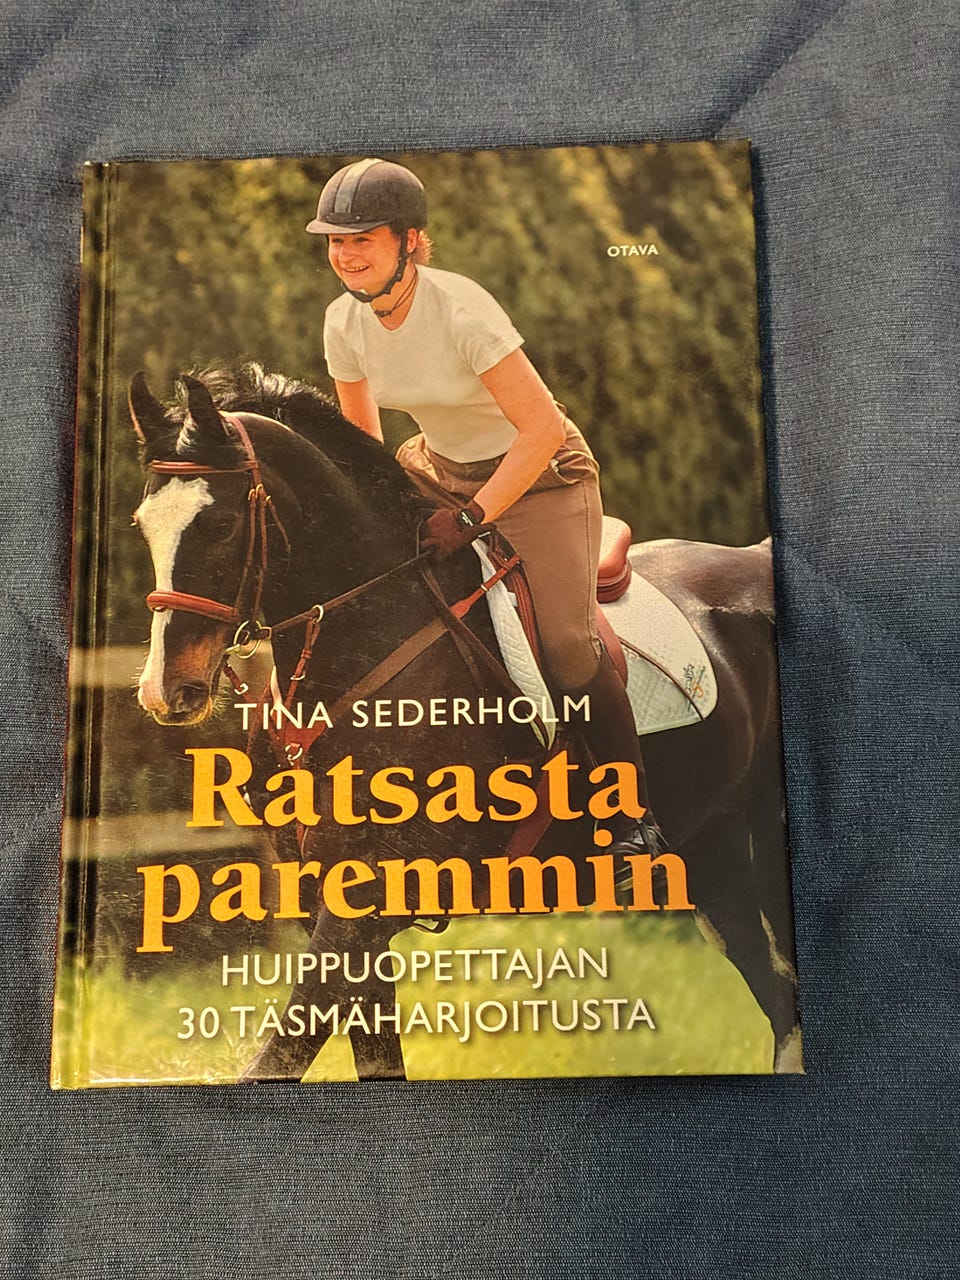 OTAVA
TINA SEDERHOLM
Ratsasta
paremmin
HUIPPUOPETTAJAN
30 TÄSMÄHARJOITUSTA